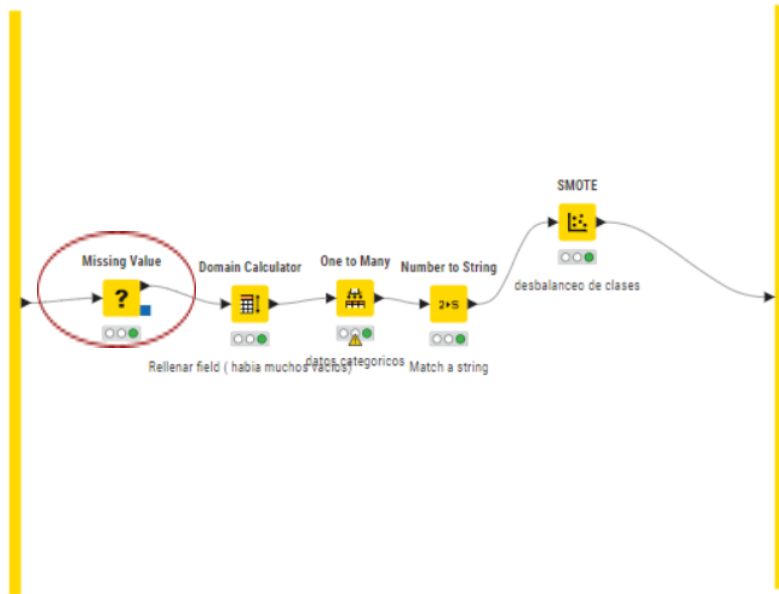 SMOTE
desbalanceo de clases
Missing Value
Domain Calculator
One to Many
Number to String
?
2▸S
Rellenar field ( habia muchos vacios)
datos categoricos
Match a string